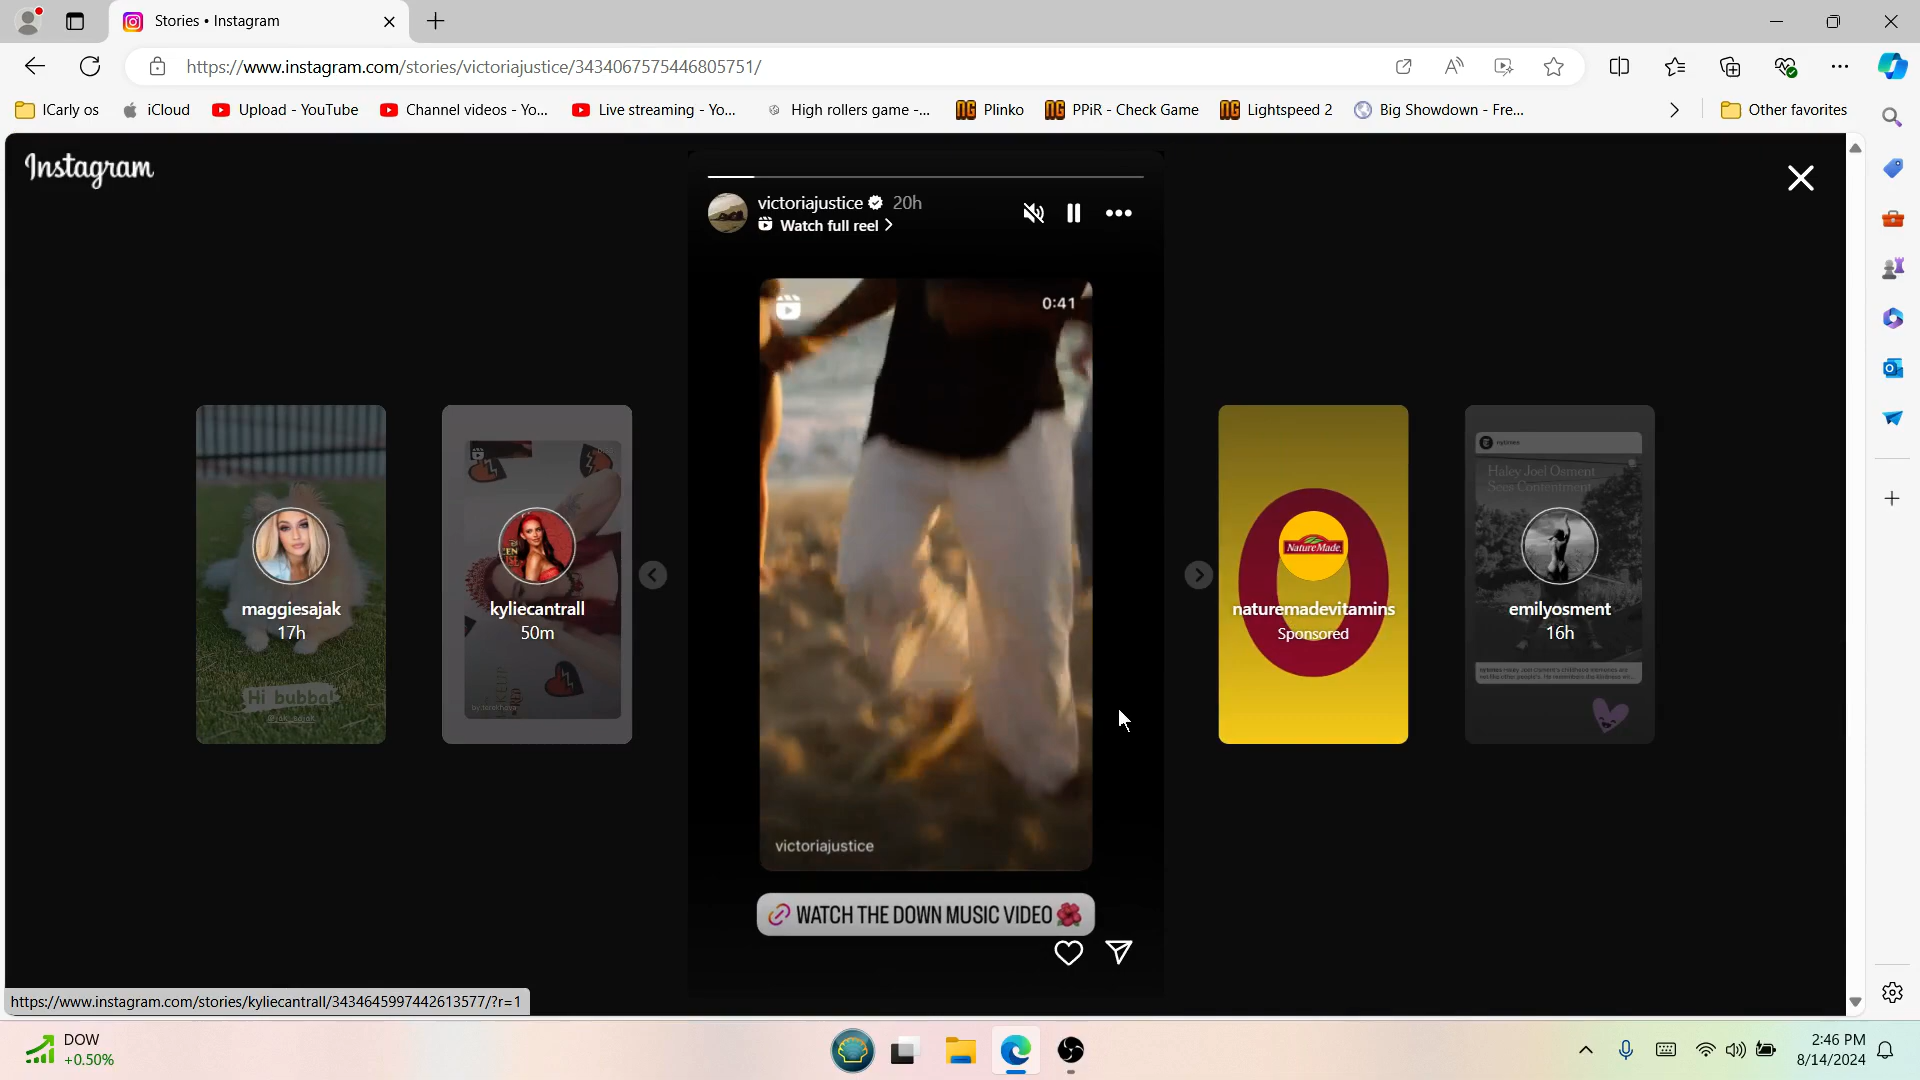 Stories • Instagram
https://www.instagram.com/stories/victoriajustice/3434067575446805751/
ICarly os
iCloud
Upload - YouTube
Channel videos - Yo...
Live streaming - Yo...
High rollers game -...
Plinko
PPiR - Check Game
Lightspeed 2
Big Showdown - Fre...
Other favorites
Instagram
victoriajustice 20h
Watch full reel
0:41
victoriajustice
WATCH THE DOWN MUSIC VIDEO
maggiesajak
17h
Hi bubba!
kyliecantrall
50m
NatureMade
naturemadevitamins
Sponsored
nytimes
Haley Joel Osment
Sees Contentment
emilyosment
16h
https://www.instagram.com/stories/kyliecantrall/3434645997442613577/?r=1
DOW
+0.50%
2:46 PM
8/14/2024